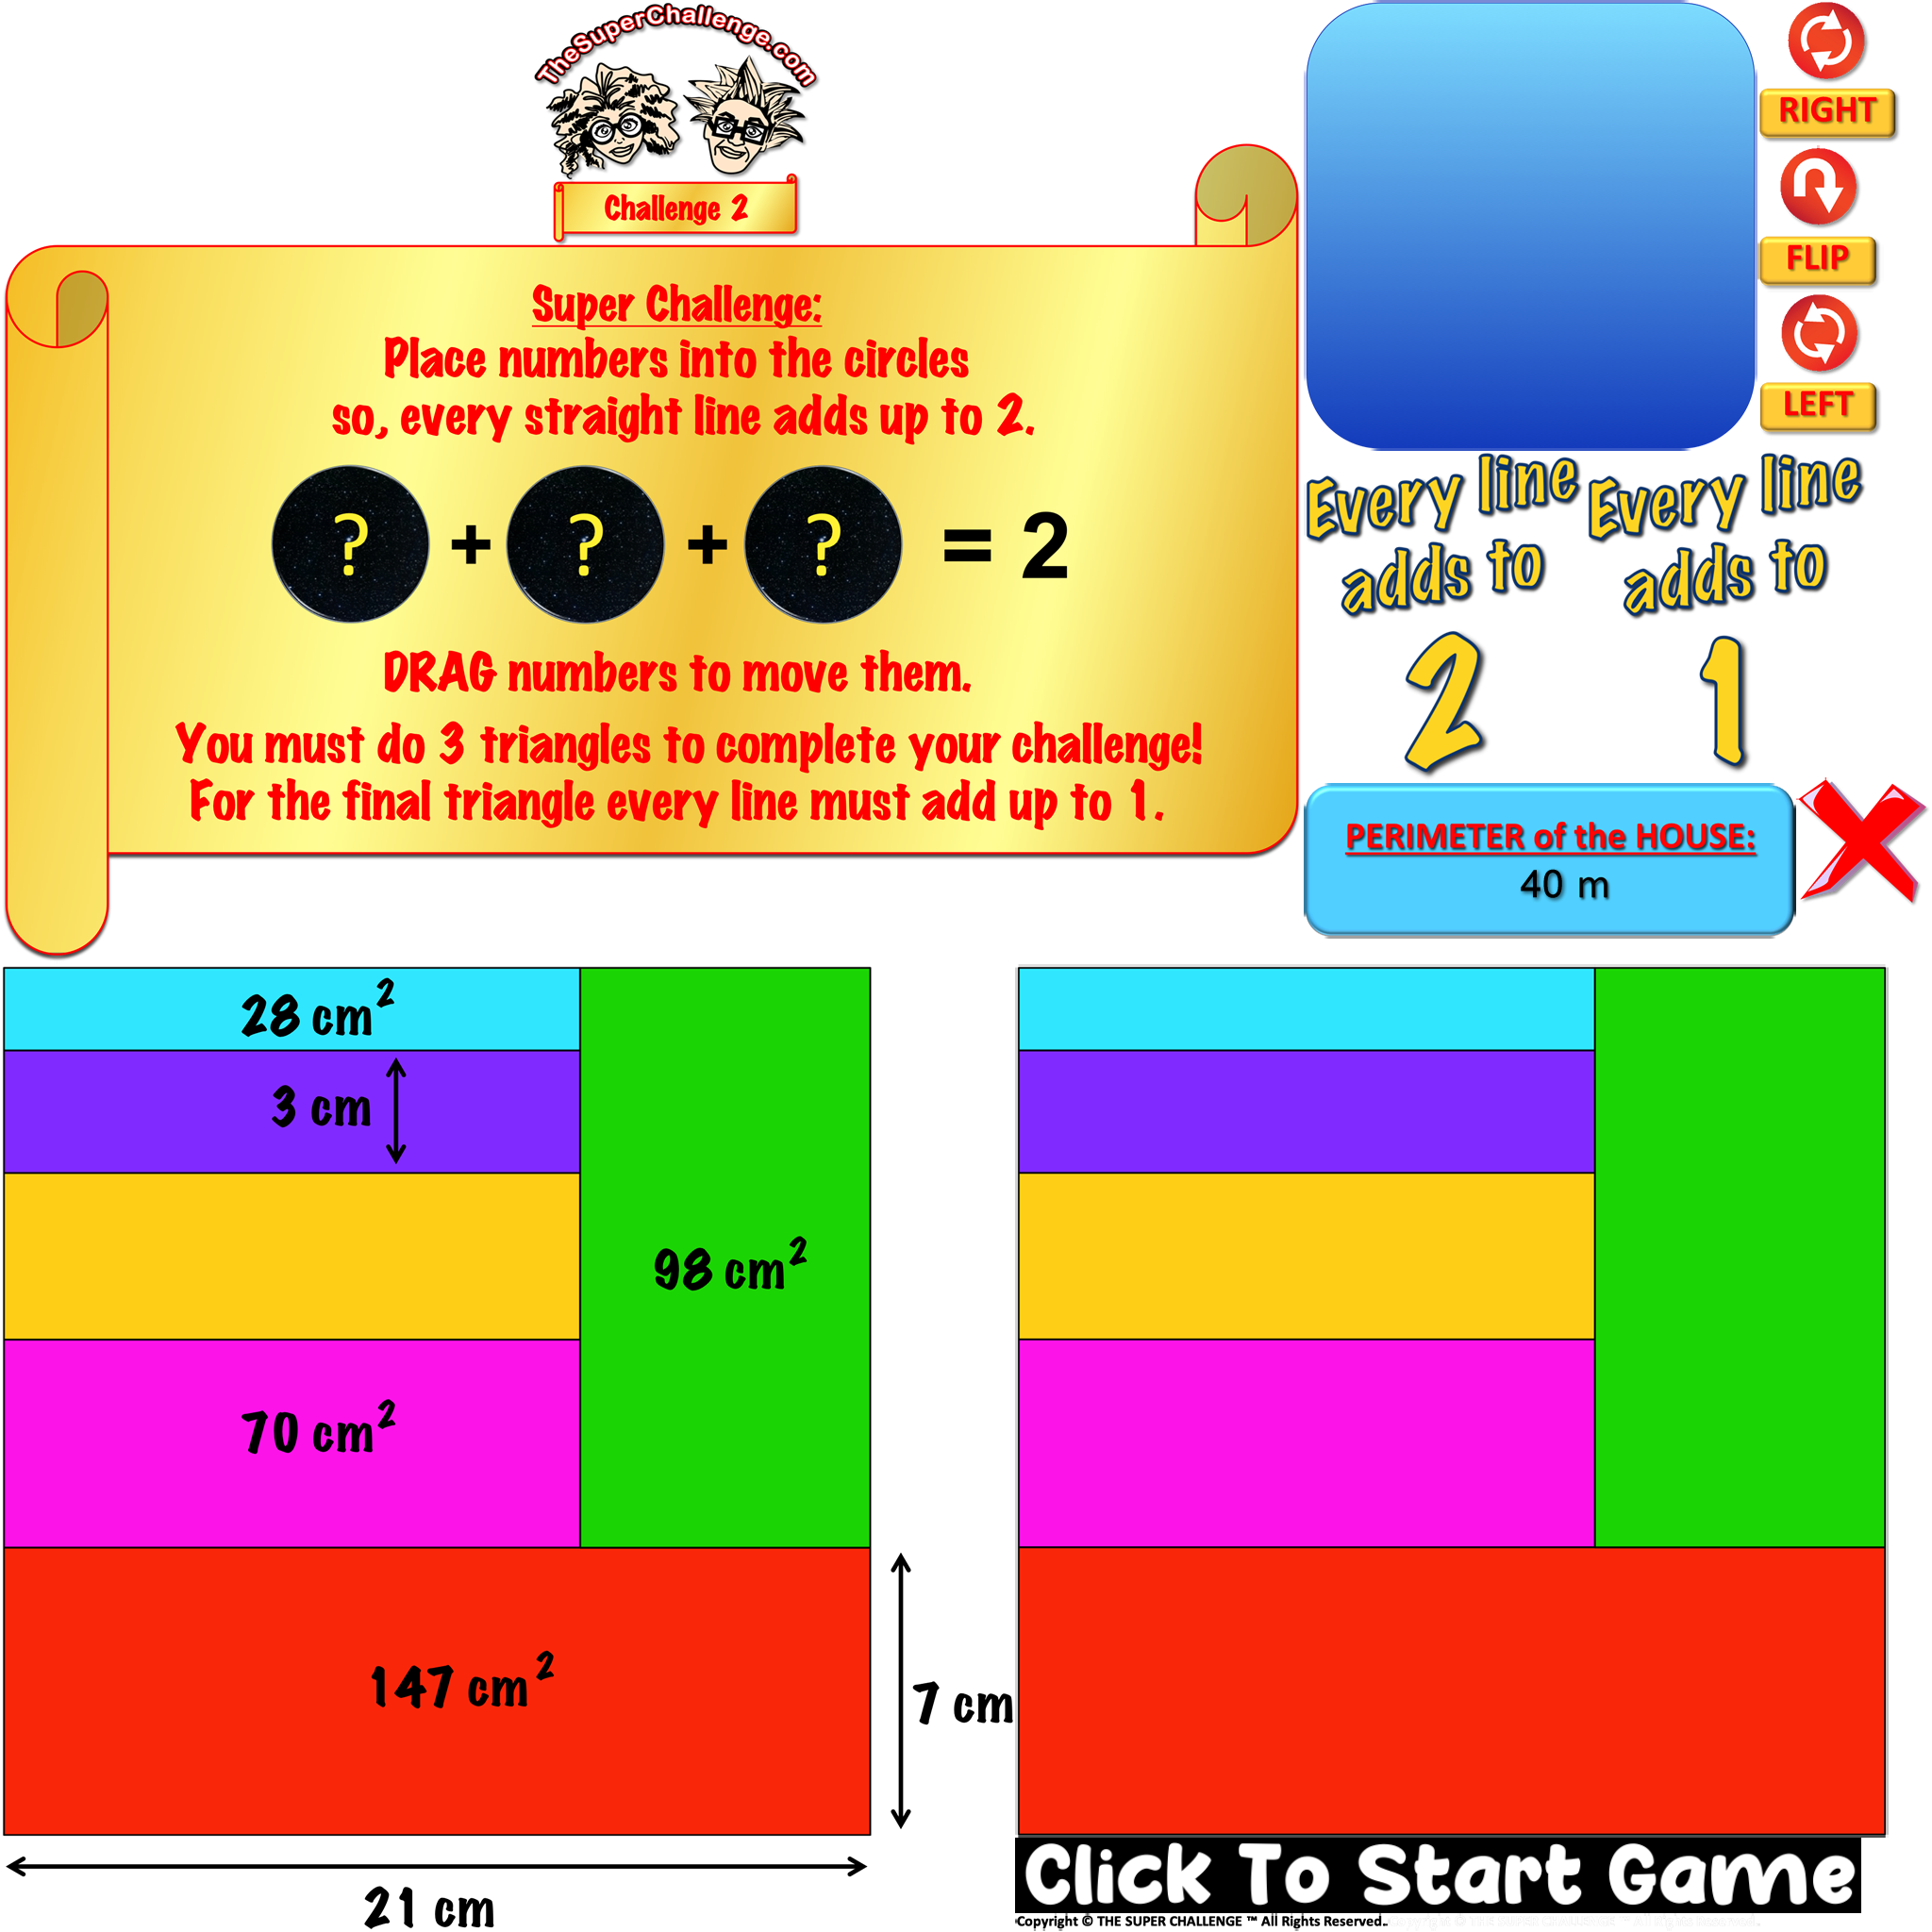 TheSuperChallenge.com
Challenge 2
Super Challenge:
Place numbers into the circles
so, every straight line adds up to 2.
? + ? + ? = 2
DRAG numbers to move them.
You must do 3 triangles to complete your challenge!
For the final triangle every line must add up to 1.
RIGHT
FLIP
LEFT
Every line
adds to
2
Every line
adds to
1
PERIMETER of the HOUSE:
40 m
28 cm²
3 cm
98 cm²
70 cm²
147 cm²
7 cm
21 cm
Click To Start Game
Copyright © THE SUPER CHALLENGE ™ All Rights Reserved..